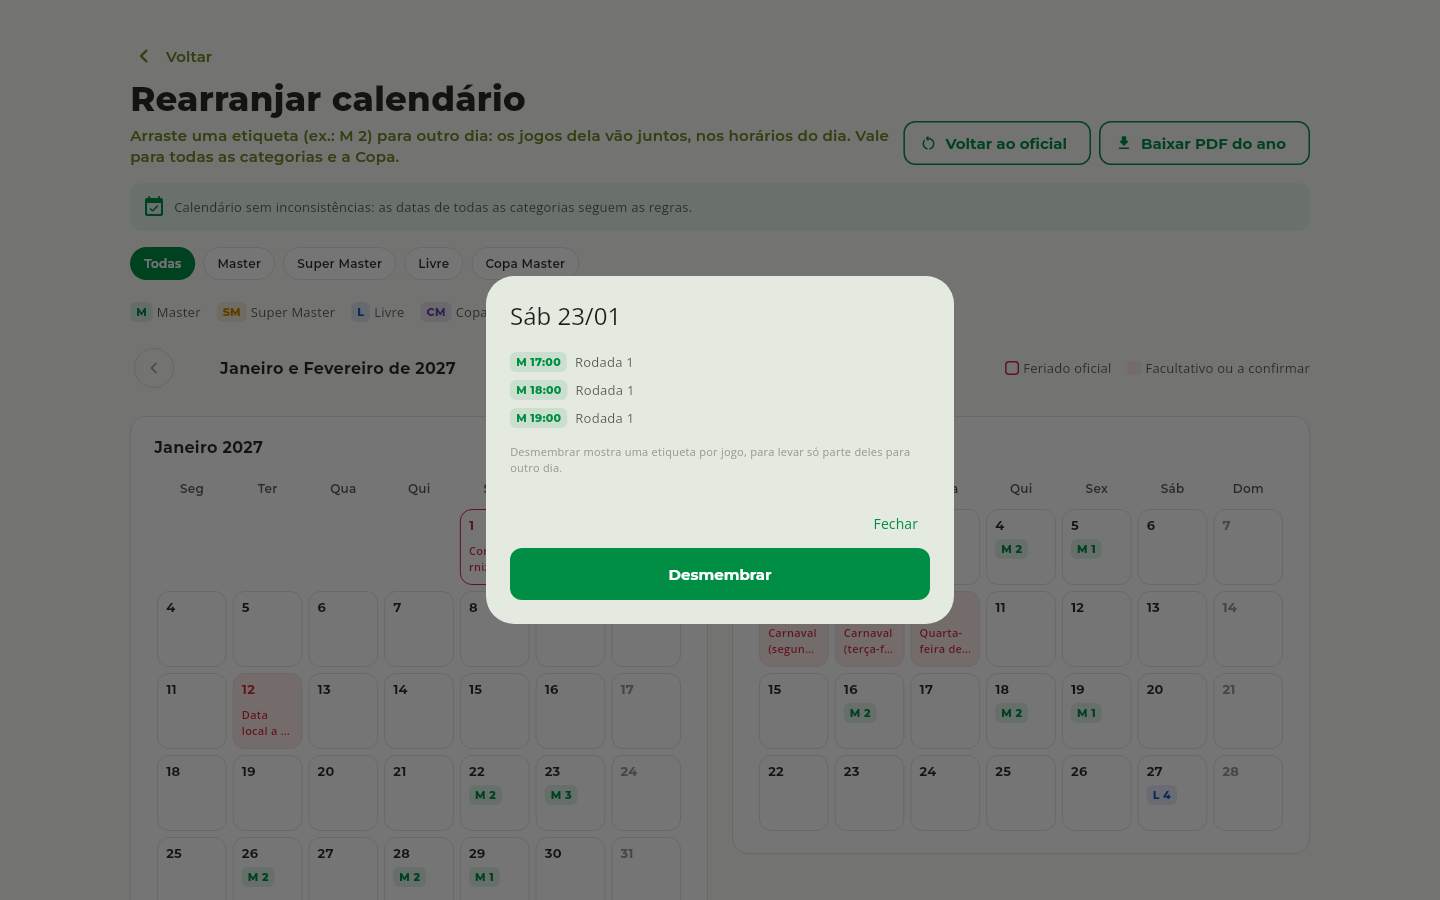 Voltar
Rearranjar calendário
Arraste uma etiqueta (ex.: M 2) para outro dia: os jogos dela vão juntos, nos horários do dia. Vale
para todas as categorias e a Copa.
Voltar ao oficial
Baixar PDF do ano
Calendário sem inconsistências: as datas de todas as categorias seguem as regras.
Todas
Master
Super Master
Livre
Copa Master
M Master
SM Super Master
L Livre
CM Copa
Janeiro e Fevereiro de 2027
Feriado oficial
Facultativo ou a confirmar
Sáb 23/01
M 17:00 Rodada 1
M 18:00 Rodada 1
M 19:00 Rodada 1
Desmembrar mostra uma etiqueta por jogo, para levar só parte deles para
outro dia.
Fechar
Desmembrar
Janeiro 2027
Seg Ter Qua Qui
1
4 5 6 7 8
11 12 13 14 15 16 17
Data
local a ...
18 19 20 21 22 23 24
M 2 M 3
25 26 27 28 29 30 31
M 2 M 2 M 1
Qui Sex Sáb Dom
4 5 6 7
M 2 M 1
11 12 13 14
Carnaval Carnaval Quarta-
(segun... (terça-f... feira de...
15 16 17 18 19 20 21
M 2 M 2 M 1
22 23 24 25 26 27 28
L 4